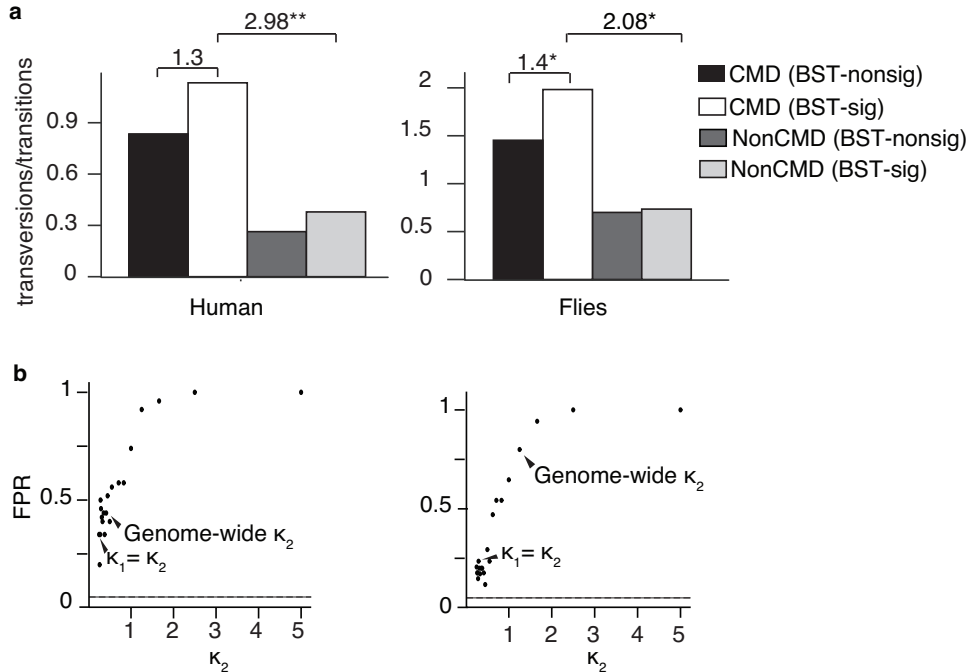 a
2.98**
1.3
transversions/transitions
0.9
0.6
0.3
0
Human
2.08*
1.4*
2
1.5
1
0.5
0
Flies
CMD (BST-nonsig)
CMD (BST-sig)
NonCMD (BST-nonsig)
NonCMD (BST-sig)
b
FPR
1
0.5
0
Genome-wide κ2
κ1= κ2
1 2 3 4 5
κ2
1
0.5
0
Genome-wide κ2
κ1= κ2
1 2 3 4 5
κ2